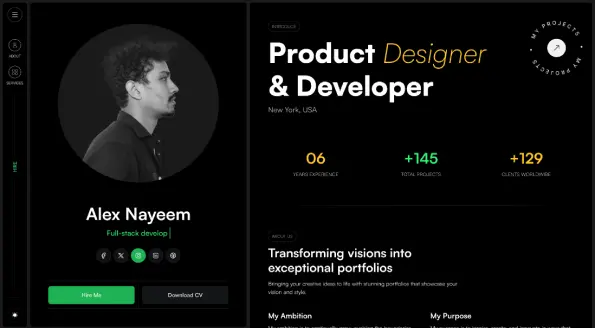 ABOUT
SERVICES
HIRE
Alex Nayeem
Full-stack develop
Hire Me
Download CV
INTRODUCE
Product Designer
& Developer
New York, USA
MY PROJECTS • MY PROJECTS •
06
YEARS EXPERIENCE
+145
TOTAL PROJECTS
+129
CLIENTS WORLDWIDE
ABOUT US
Transforming visions into
exceptional portfolios
Bringing your creative ideas to life with stunning portfolios that showcase your
vision and style.
My Ambition
My Purpose